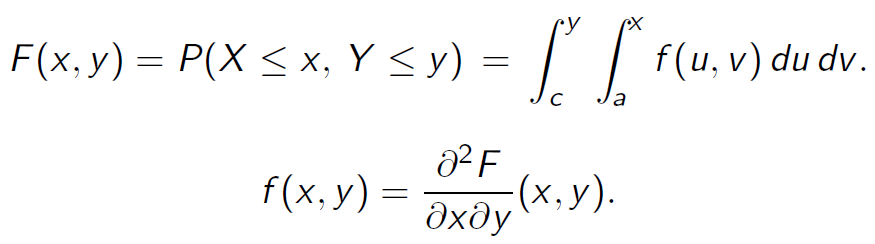 F(x, y) = P(X ≤ x, Y ≤ y) = ∫_c^y ∫_a^x f(u, v) du dv.
f(x, y) = ∂²F/∂x∂y (x, y).